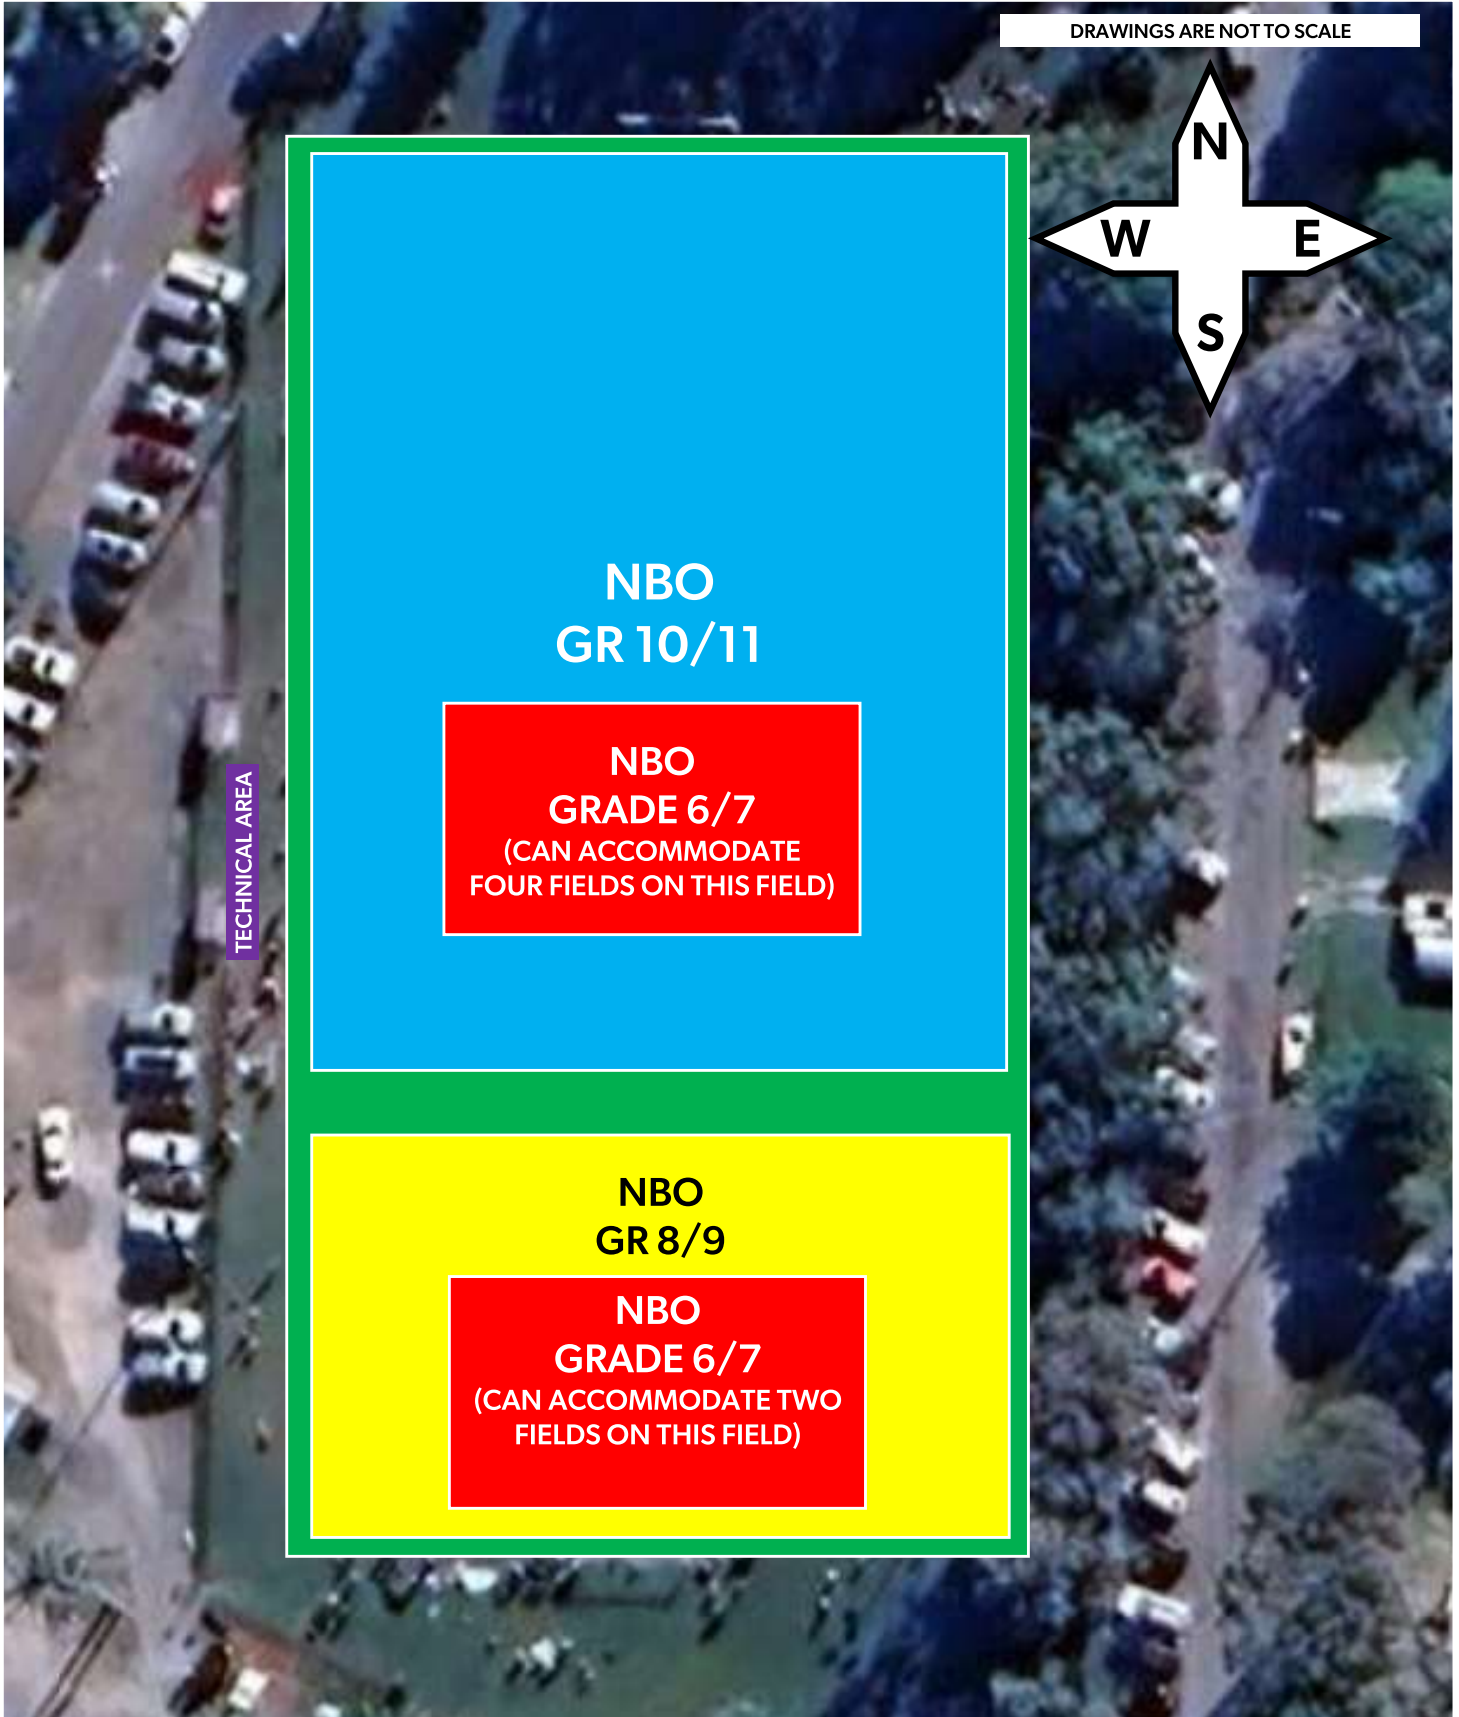 DRAWINGS ARE NOT TO SCALE
N
W E
S
NBO
GR 10/11
NBO
GRADE 6/7
(CAN ACCOMMODATE
FOUR FIELDS ON THIS FIELD)
TECHNICAL AREA
NBO
GR 8/9
NBO
GRADE 6/7
(CAN ACCOMMODATE TWO
FIELDS ON THIS FIELD)